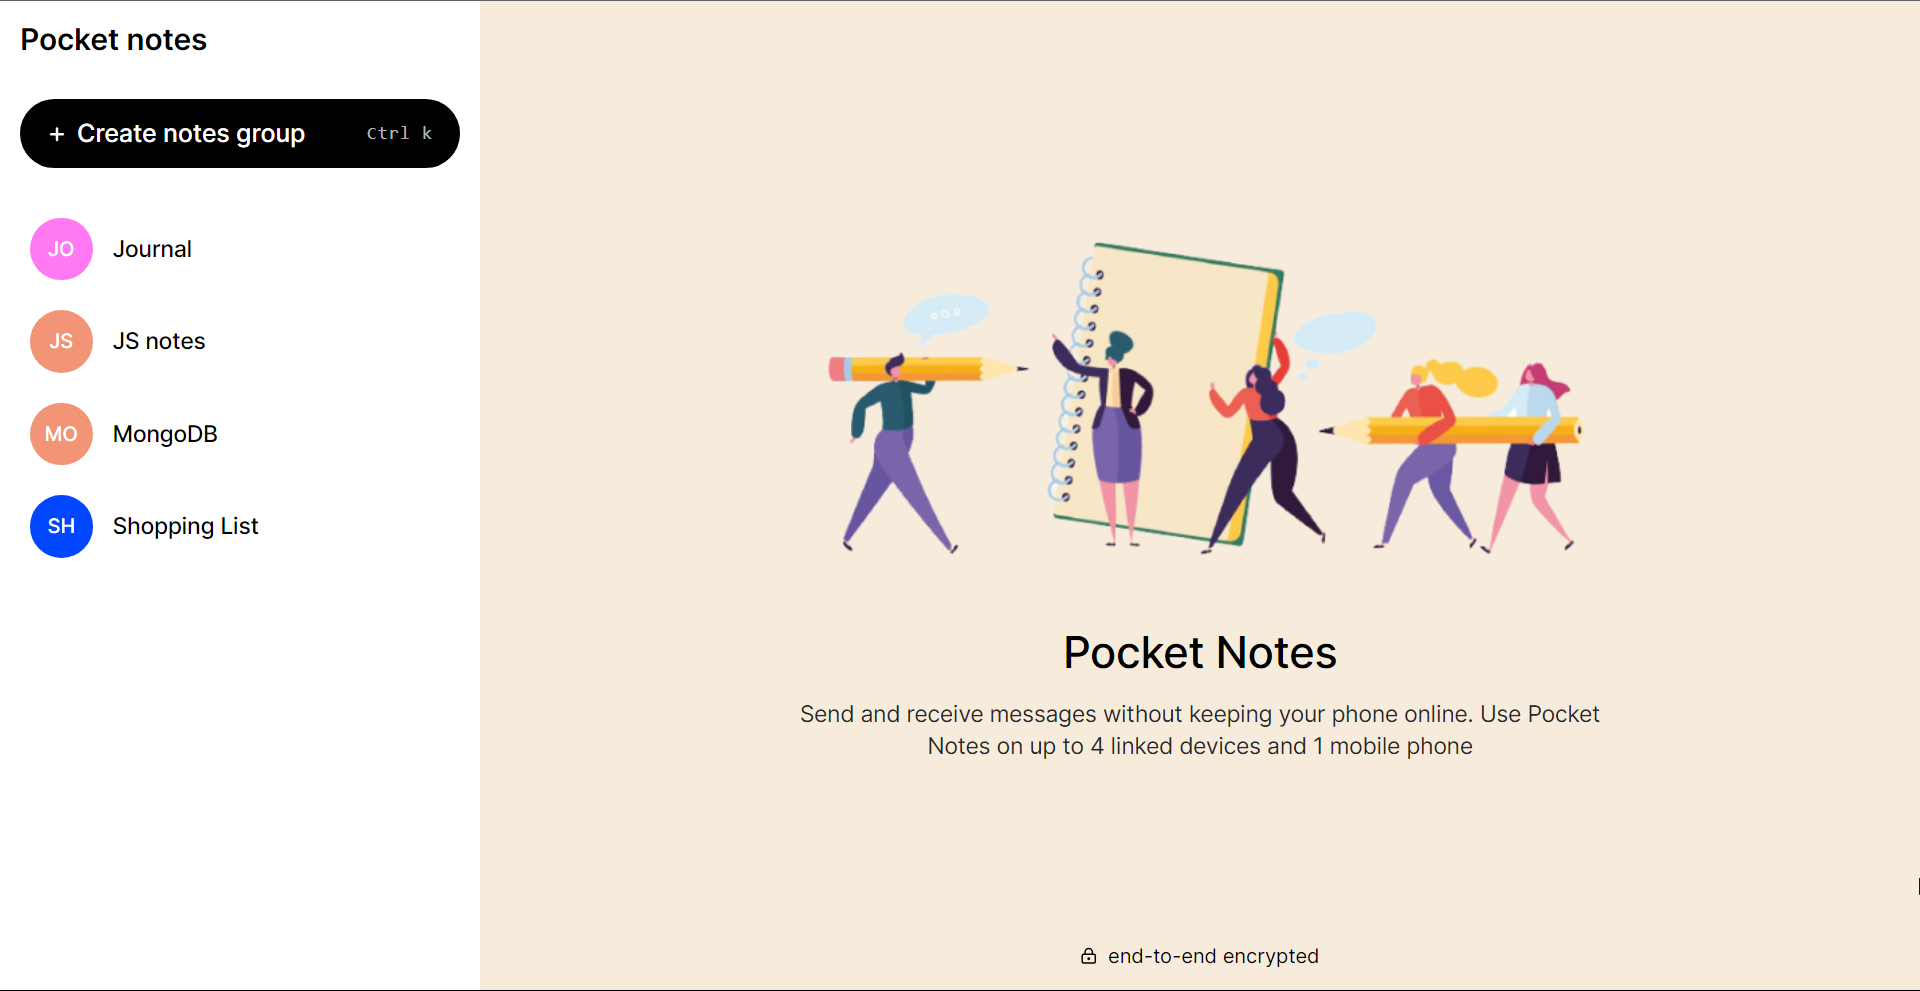 Pocket notes
+ Create notes group Ctrl k
JO Journal
JS JS notes
MO MongoDB
SH Shopping List
Pocket Notes
Send and receive messages without keeping your phone online. Use Pocket
Notes on up to 4 linked devices and 1 mobile phone
end-to-end encrypted